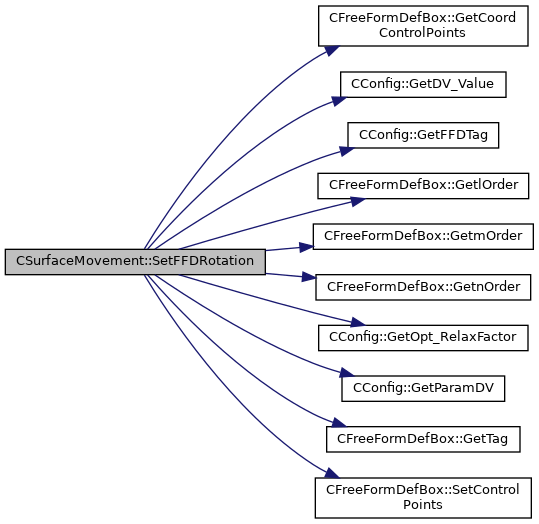 CFreeFormDefBox::GetCoord
ControlPoints
CConfig::GetDV_Value
CConfig::GetFFDTag
CFreeFormDefBox::GetlOrder
CFreeFormDefBox::GetmOrder
CSurfaceMovement::SetFFDRotation
CFreeFormDefBox::GetnOrder
CConfig::GetOpt_RelaxFactor
CConfig::GetParamDV
CFreeFormDefBox::GetTag
CFreeFormDefBox::SetControl
Points